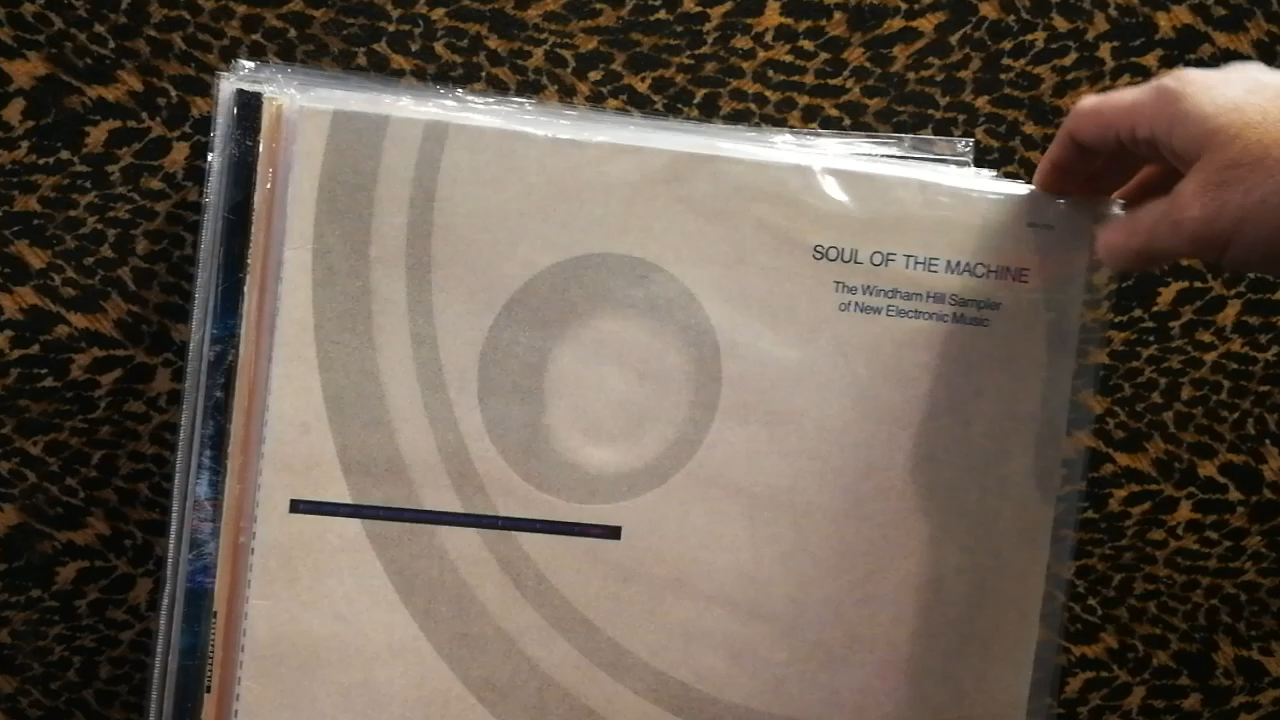 SOUL OF THE MACHINE
The Windham Hill Sampler
of New Electronic Music